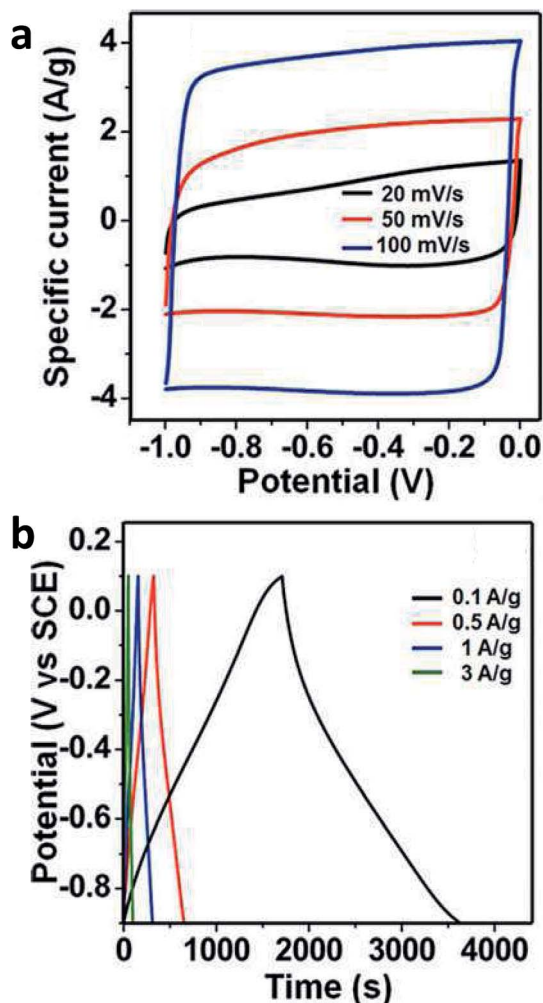 a
Specific current (A/g)
4
2
0
-2
-4
20 mV/s
50 mV/s
100 mV/s
-1.0 -0.8 -0.6 -0.4 -0.2 0.0
Potential (V)
b
Potential (V vs SCE)
0.2
0.0
-0.2
-0.4
-0.6
-0.8
0.1 A/g
0.5 A/g
1 A/g
3 A/g
0 1000 2000 3000 4000
Time (s)